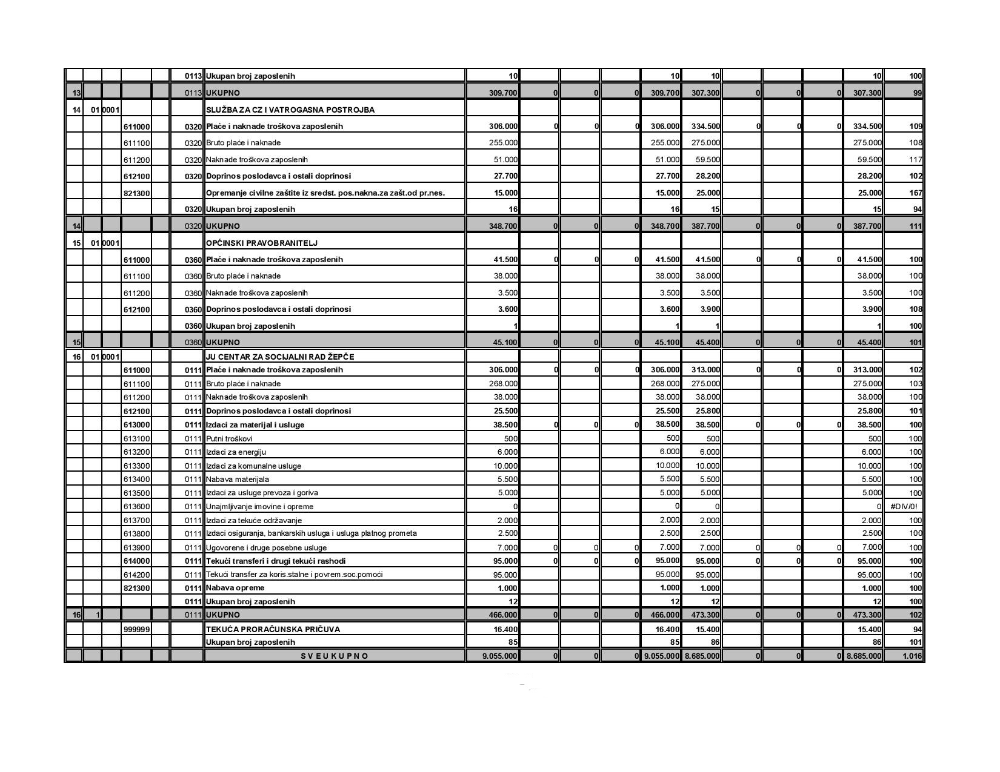 0113 Ukupan broj zaposlenih 10 10 10 10 100
13 0113 UKUPNO 309.700 0 0 0 309.700 307.300 0 0 0 307.300 99
14 01 0001 SLUŽBA ZA CZ I VATROGASNA POSTROJBA
611000 0320 Plaće i naknade troškova zaposlenih 306.000 0 0 0 306.000 334.500 0 0 0 334.500 109
611100 0320 Bruto plaće i naknade 255.000 255.000 275.000 275.000 108
611200 0320 Naknade troškova zaposlenih 51.000 51.000 59.500 59.500 117
612100 0320 Doprinos poslodavca i ostali doprinosi 27.700 27.700 28.200 28.200 102
821300 Opremanje civilne zaštite iz sredst. pos.nakna.za zašt.od pr.nes. 15.000 15.000 25.000 25.000 167
0320 Ukupan broj zaposlenih 16 16 15 15 94
14 0320 UKUPNO 348.700 0 0 0 348.700 387.700 0 0 0 387.700 111
15 01 0001 OPĆINSKI PRAVOBRANITELJ
611000 0360 Plaće i naknade troškova zaposlenih 41.500 0 0 0 41.500 41.500 0 0 0 41.500 100
611100 0360 Bruto plaće i naknade 38.000 38.000 38.000 38.000 100
611200 0360 Naknade troškova zaposlenih 3.500 3.500 3.500 3.500 100
612100 0360 Doprinos poslodavca i ostali doprinosi 3.600 3.600 3.900 3.900 108
0360 Ukupan broj zaposlenih 1 1 1 1 100
15 0360 UKUPNO 45.100 0 0 0 45.100 45.400 0 0 0 45.400 101
16 01 0001 JU CENTAR ZA SOCIJALNI RAD ŽEPČE
611000 0111 Plaće i naknade troškova zaposlenih 306.000 0 0 0 306.000 313.000 0 0 0 313.000 102
611100 0111 Bruto plaće i naknade 268.000 268.000 275.000 275.000 103
611200 0111 Naknade troškova zaposlenih 38.000 38.000 38.000 38.000 100
612100 0111 Doprinos poslodavca i ostali doprinosi 25.500 25.500 25.800 25.800 101
613000 0111 Izdaci za materijal i usluge 38.500 0 0 0 38.500 38.500 0 0 0 38.500 100
613100 0111 Putni troškovi 500 500 500 500 100
613200 0111 Izdaci za energiju 6.000 6.000 6.000 6.000 100
613300 0111 Izdaci za komunalne usluge 10.000 10.000 10.000 10.000 100
613400 0111 Nabava materijala 5.500 5.500 5.500 5.500 100
613500 0111 Izdaci za usluge prevoza i goriva 5.000 5.000 5.000 5.000 100
613600 0111 Unajmljivanje imovine i opreme 0 0 0 0 #DIV/0!
613700 0111 Izdaci za tekuće održavanje 2.000 2.000 2.000 2.000 100
613800 0111 Izdaci osiguranja, bankarskih usluga i usluga platnog prometa 2.500 2.500 2.500 2.500 100
613900 0111 Ugovorene i druge posebne usluge 7.000 0 0 0 7.000 7.000 0 0 0 7.000 100
614000 0111 Tekući transferi i drugi tekući rashodi 95.000 0 0 0 95.000 95.000 0 0 0 95.000 100
614200 0111 Tekući transfer za koris.stalne i povrem.soc.pomoći 95.000 95.000 95.000 95.000 100
821300 0111 Nabava opreme 1.000 1.000 1.000 1.000 100
0111 Ukupan broj zaposlenih 12 12 12 12 100
16 1 0111 UKUPNO 466.000 0 0 0 466.000 473.300 0 0 0 473.300 102
999999 TEKUĆA PRORAČUNSKA PRIČUVA 16.400 16.400 15.400 15.400 94
Ukupan broj zaposlenih 85 85 86 86 101
S V E U K U P N O 9.055.000 0 0 0 9.055.000 8.685.000 0 0 0 8.685.000 1.016